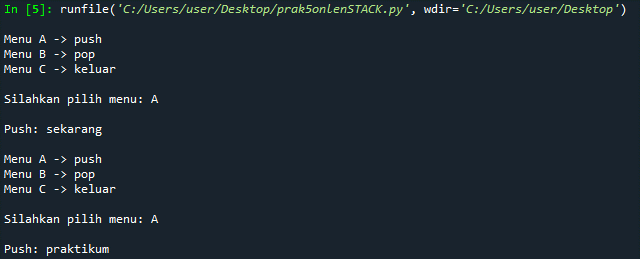 In [5]: runfile('C:/Users/user/Desktop/prak5onlenSTACK.py', wdir='C:/Users/user/Desktop')
Menu A -> push
Menu B -> pop
Menu C -> keluar
Silahkan pilih menu: A
Push: sekarang
Menu A -> push
Menu B -> pop
Menu C -> keluar
Silahkan pilih menu: A
Push: praktikum